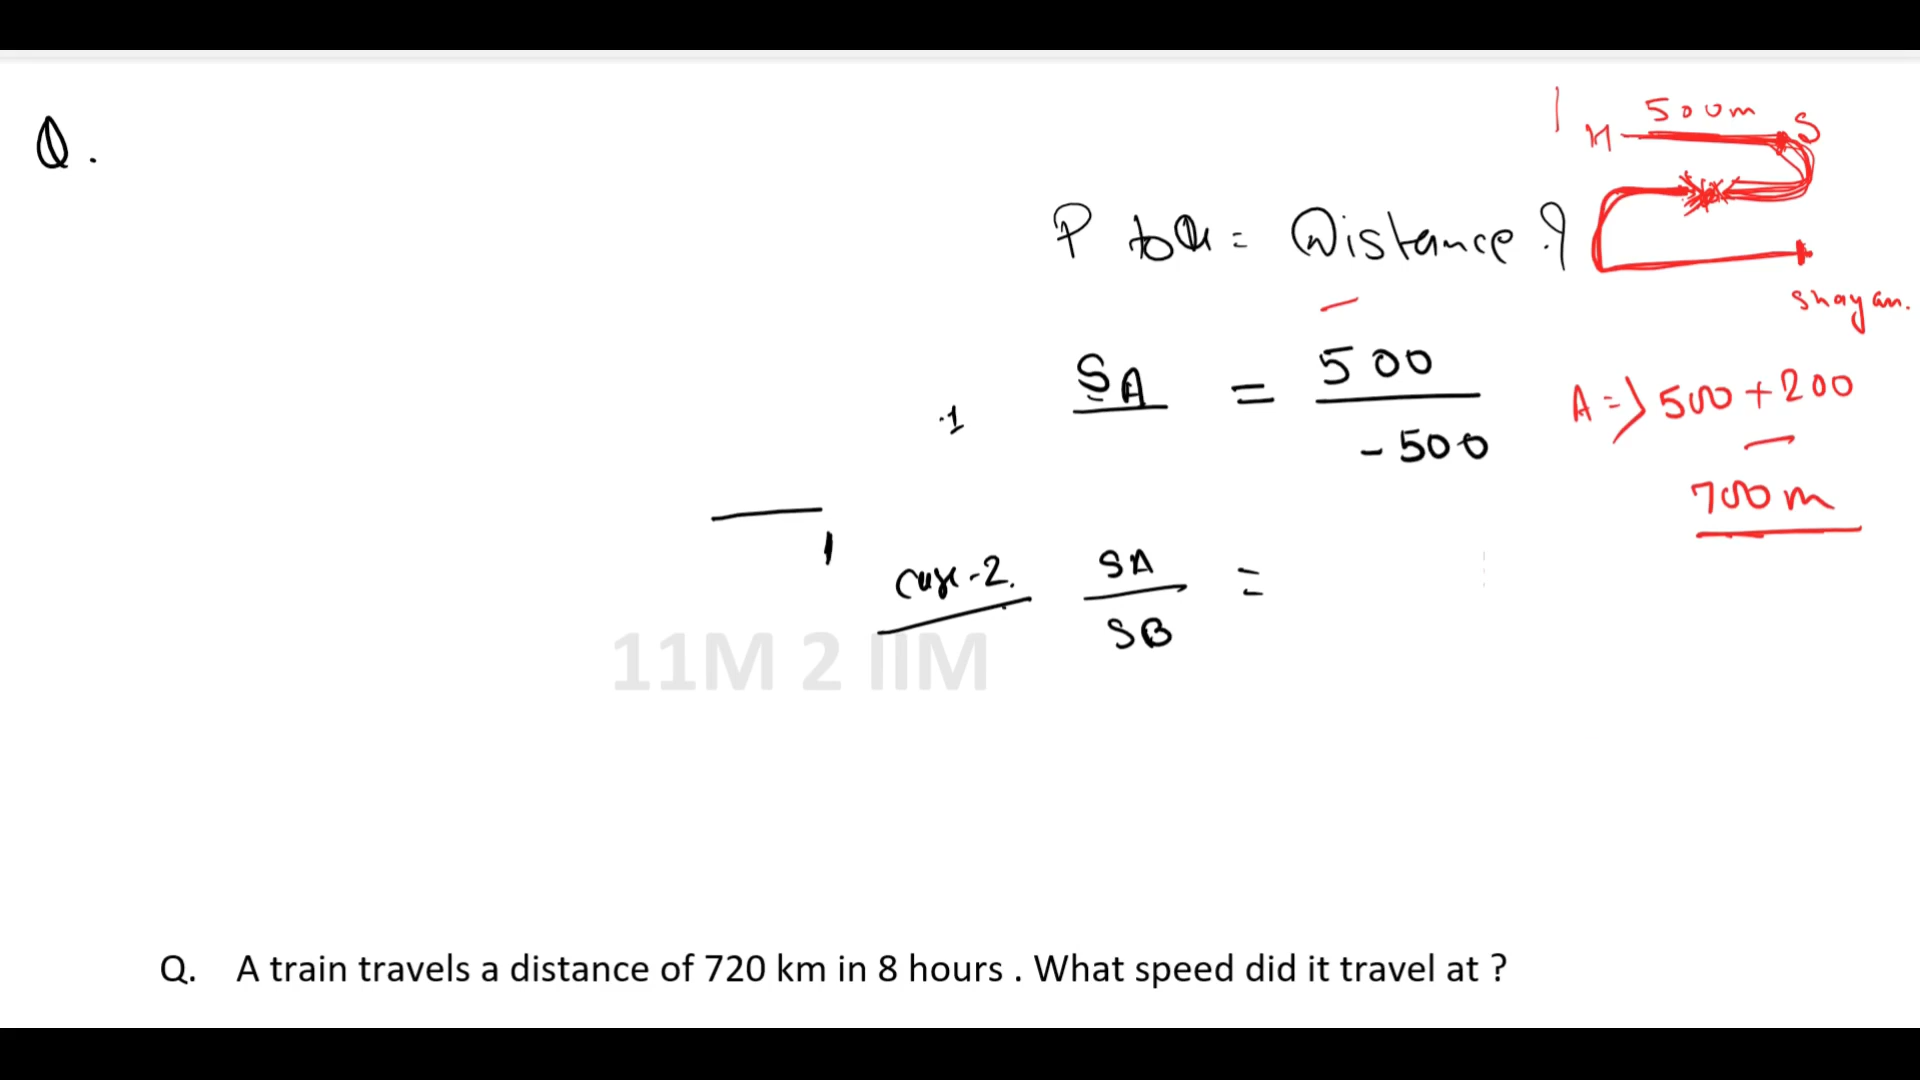 Q.
500m
M S
P to Q = Distance ?
Shayan.
SA = 500
- 500
A => 500 + 200
700 m
case-2. SA =
SB
11M 2 IIM
Q. A train travels a distance of 720 km in 8 hours . What speed did it travel at ?